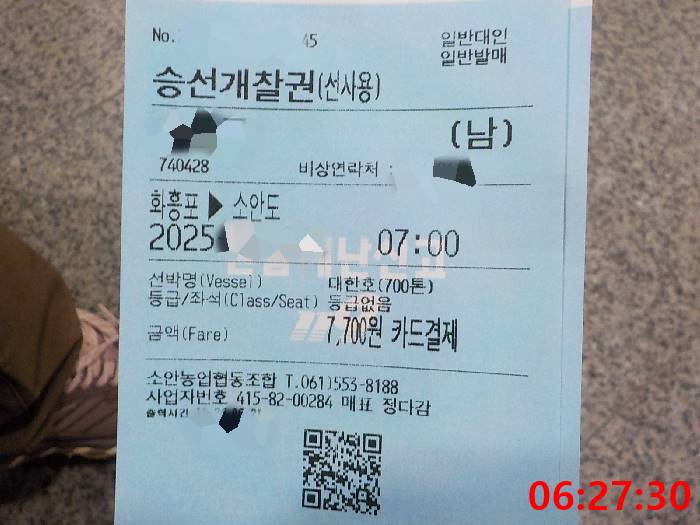 No. 45 일반대인
일반발매
승선개찰권(선사용)
(남)
740428 비상연락처 :
화흥포 ▶ 소안도
2025 07:00
선박명(Vessel) 대한호(700톤)
등급/좌석(Class/Seat) 등급없음
금액(Fare) 7,700원 카드결제
소안농업협동조합 T.061)553-8188
사업자번호 415-82-00284 매표 정다감
출력시간
06:27:30